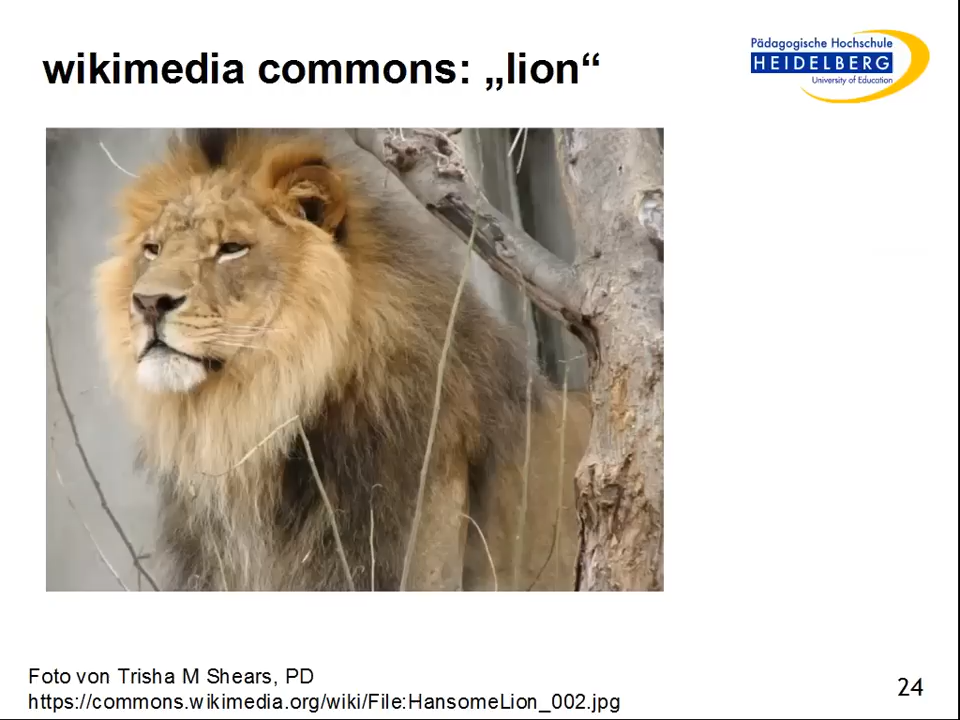 wikimedia commons: „lion“
Pädagogische Hochschule
HEIDELBERG
University of Education
Foto von Trisha M Shears, PD
https://commons.wikimedia.org/wiki/File:HansomeLion_002.jpg
24